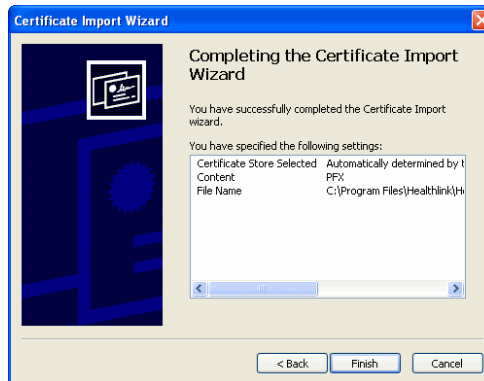 Certificate Import Wizard
Completing the Certificate Import
Wizard
You have successfully completed the Certificate Import
wizard.
You have specified the following settings:
Certificate Store Selected Automatically determined by t
Content PFX
File Name C:\Program Files\Healthlink\H
< Back Finish Cancel